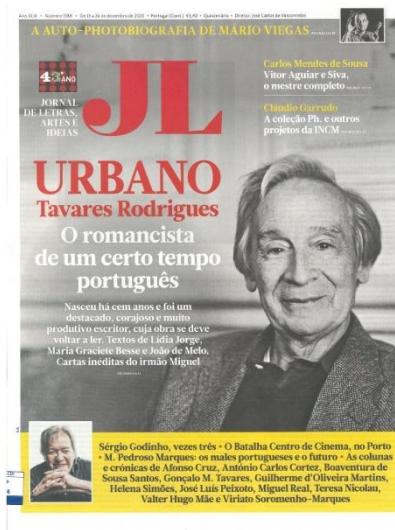 A AUTO-PHOTOBIOGRAFIA DE MÁRIO VIEGAS
43º ANO
JORNAL
DE LETRAS,
ARTES E
IDEIAS
JL
Carlos Mendes de Sousa
Vitor Aguiar e Siva,
o mestre completo
Cláudio Garrudo
A coleção Ph. e outros
projetos da INCM
URBANO
Tavares Rodrigues
O romancista
de um certo tempo
português
Nasceu há cem anos e foi um
destacado, corajoso e muito
produtivo escritor, cuja obra se deve
voltar a ler. Textos de Lídia Jorge,
Maria Graciete Besse e João de Melo.
Cartas inéditas do irmão Miguel
Sérgio Godinho, vezes três • O Batalha Centro de Cinema, no Porto
• M. Pedroso Marques: os males portugueses e o futuro • As colunas
e crónicas de Afonso Cruz, António Carlos Cortez, Boaventura de
Sousa Santos, Gonçalo M. Tavares, Guilherme d'Oliveira Martins,
Helena Simões, José Luís Peixoto, Miguel Real, Teresa Nicolau,
Valter Hugo Mãe e Viriato Soromenho-Marques